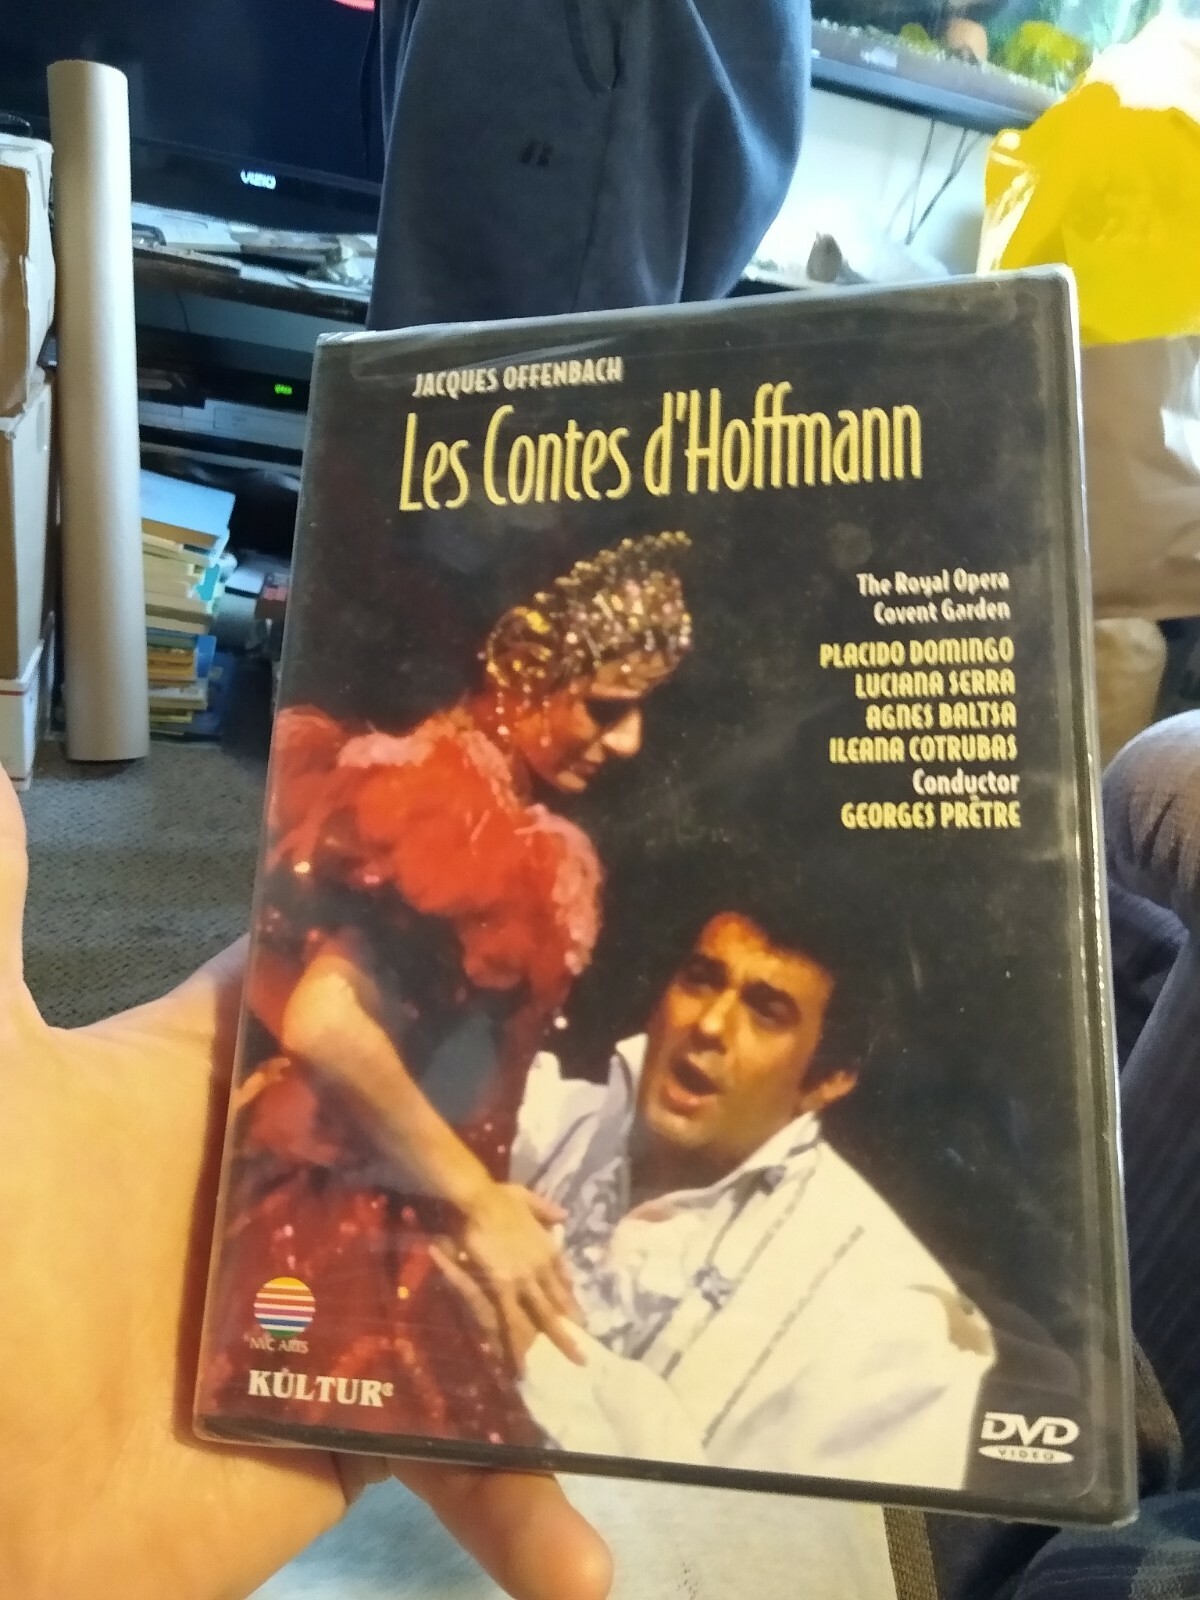 VIZIO
JACQUES OFFENBACH
Les Contes d'Hoffmann
The Royal Opera
Covent Garden
PLACIDO DOMINGO
LUCIANA SERRA
AGNES BALTSA
ILEANA COTRUBAS
Conductor
GEORGES PRÊTRE
NVC ARTS
KULTUR®
DVD
VIDEO